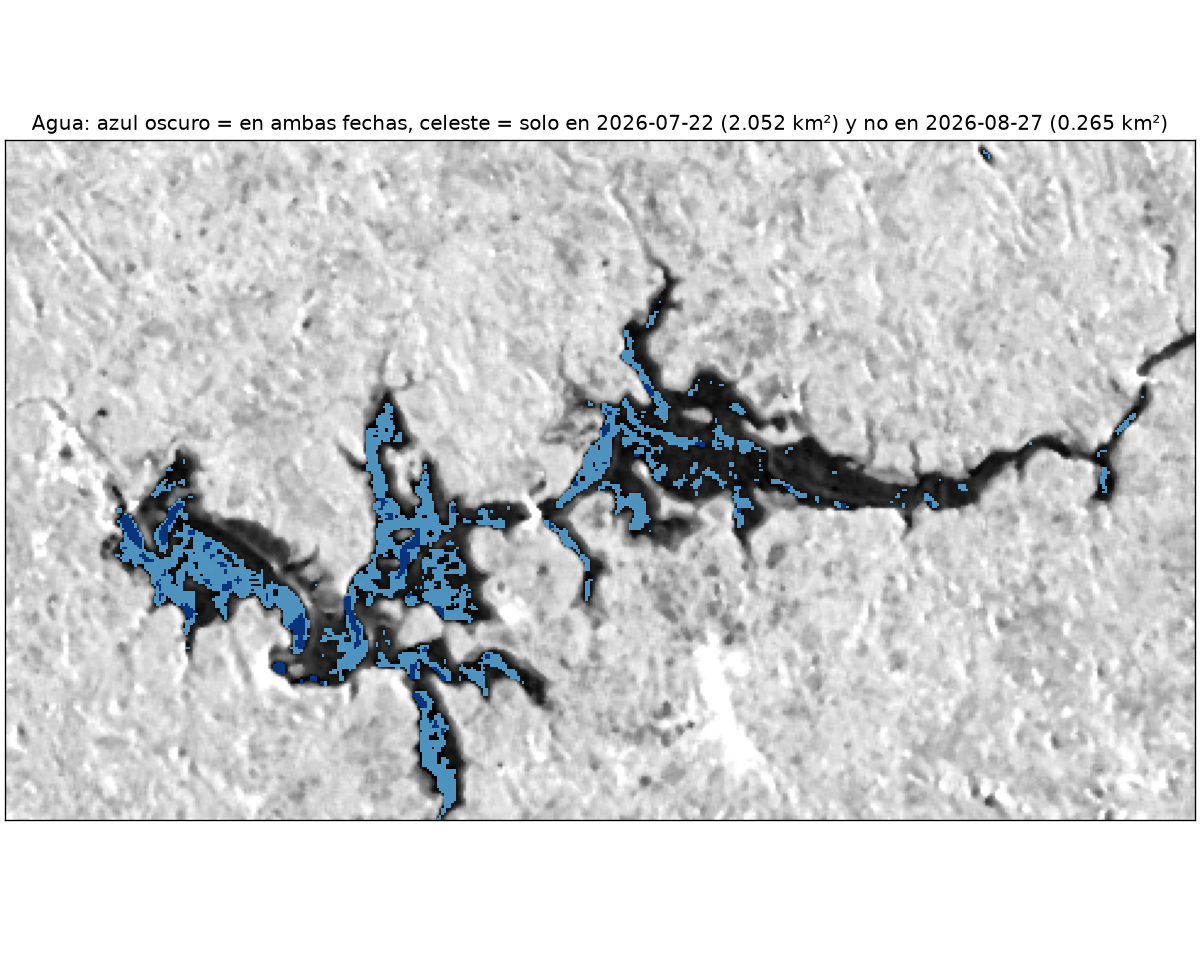 Agua: azul oscuro = en ambas fechas, celeste = solo en 2026-07-22 (2.052 km²) y no en 2026-08-27 (0.265 km²)